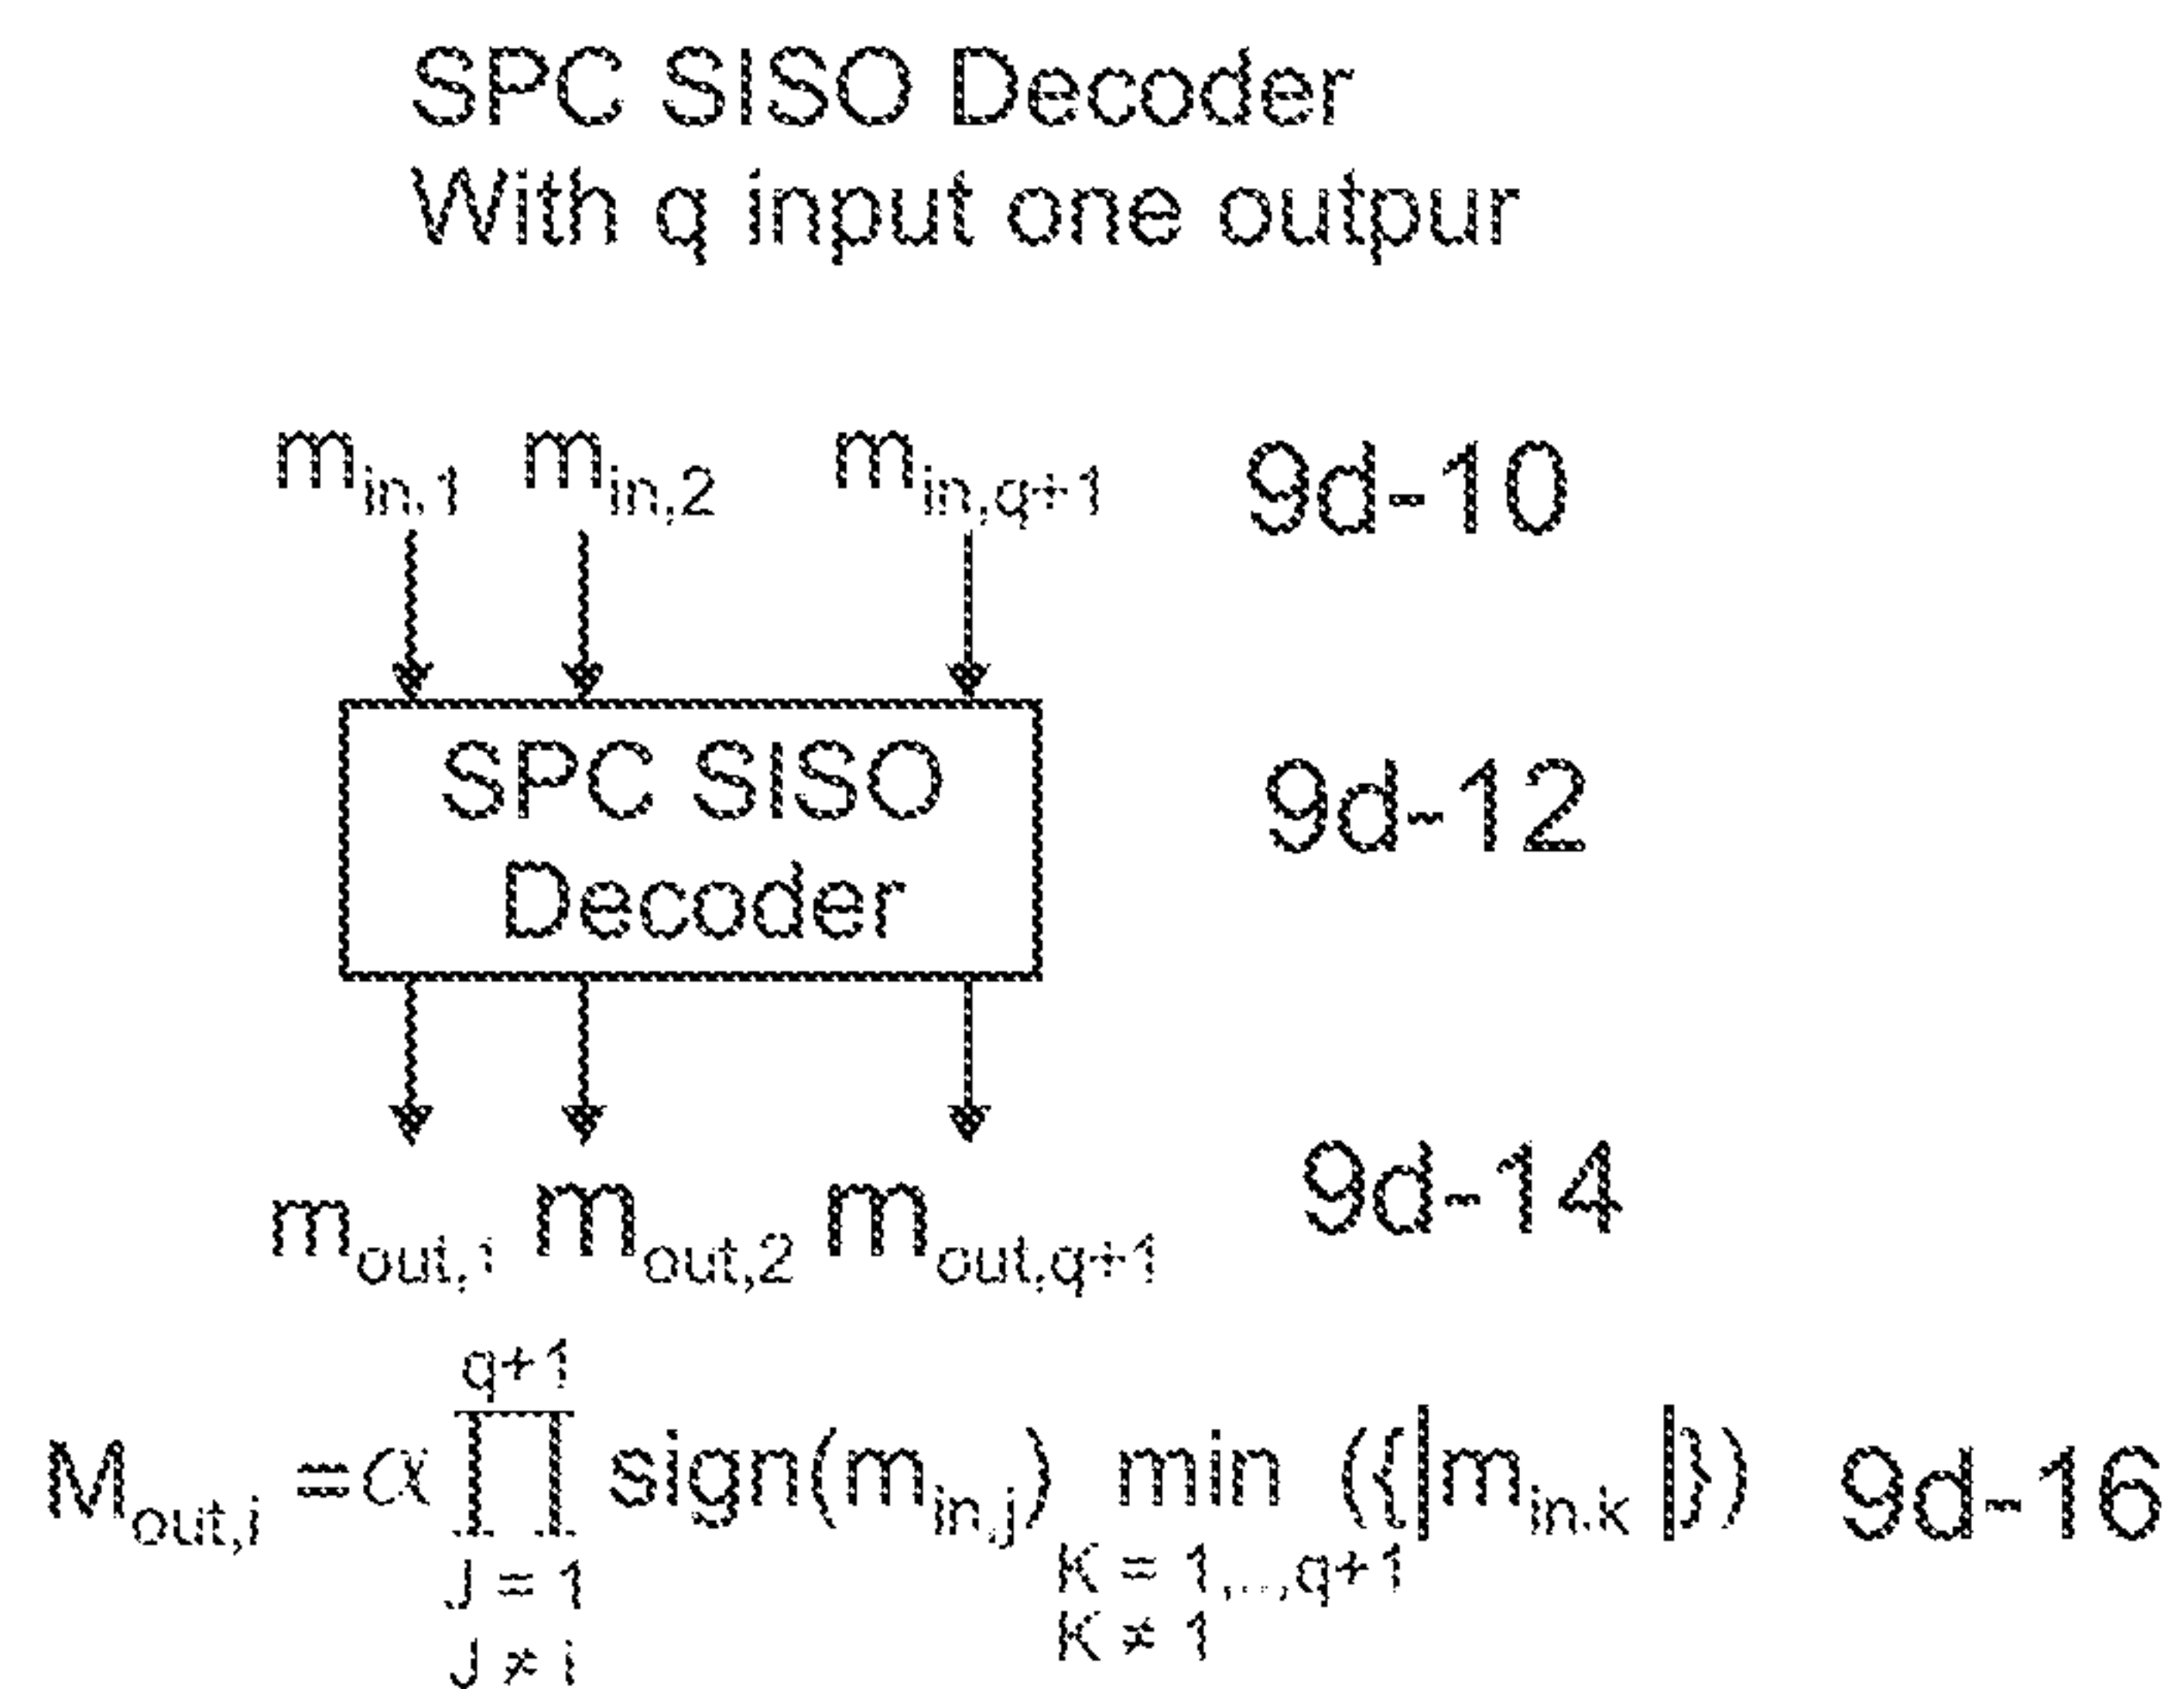 SPC SISO Decoder
With q input one outpur
m_in,1 m_in,2 m_in,q+1 9d-10
SPC SISO 9d-12
Decoder
m_out,i m_out,2 m_out,q+1 9d-14
q+1
M_out,i =α∏ sign(m_in,j) min ({|m_in,k|}) 9d-16
J = 1 K = 1,...,q+1
J ≠ i K ≠ 1